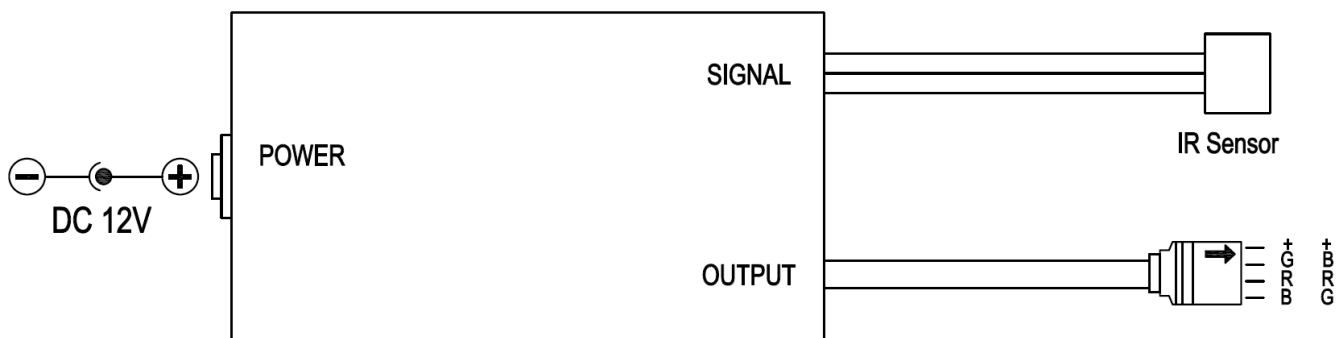 SIGNAL
IR Sensor
POWER
DC 12V
OUTPUT
+ +
G B
R R
B G